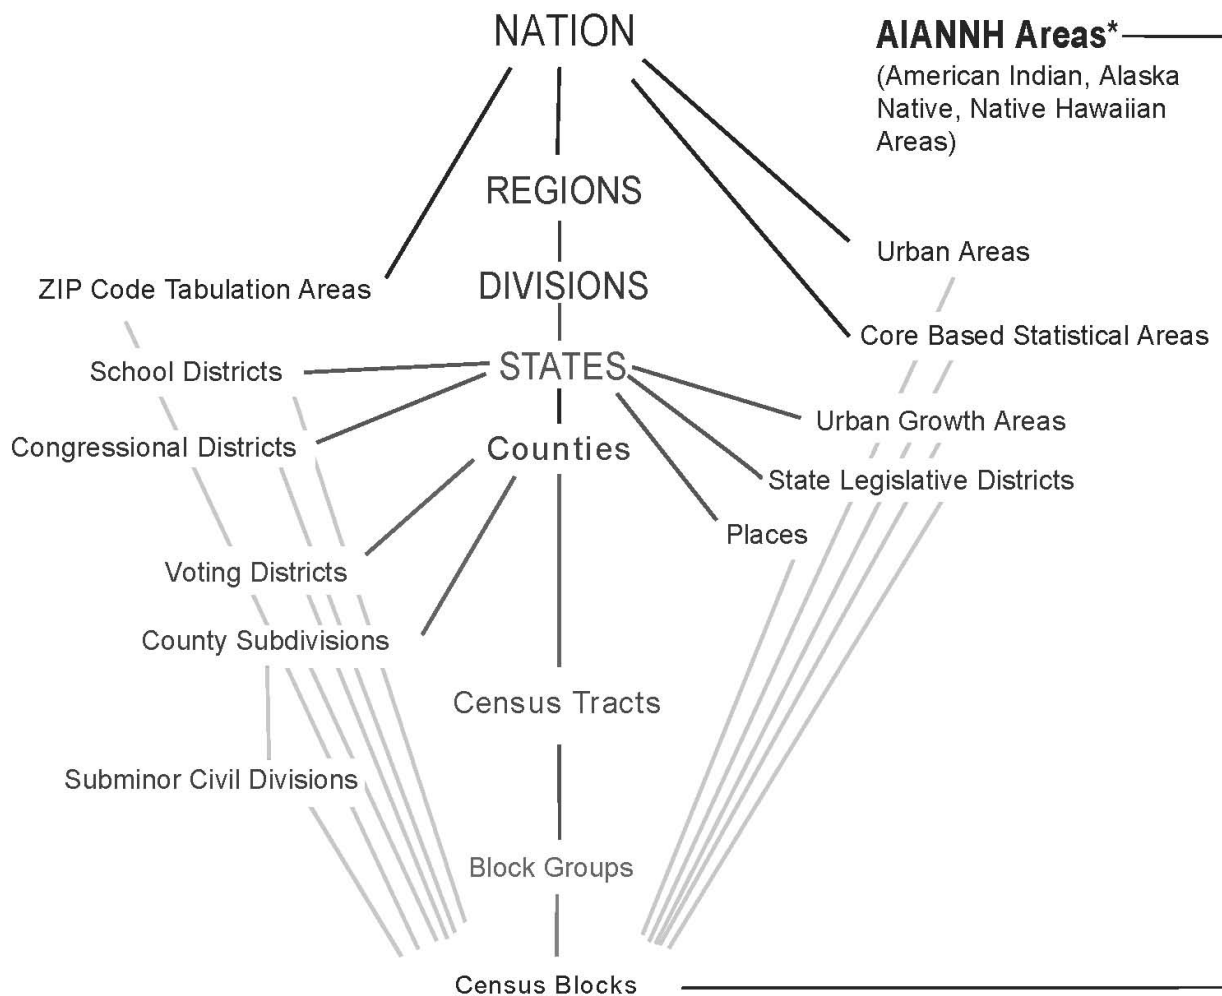 NATION
AIANNH Areas*
(American Indian, Alaska
Native, Native Hawaiian
Areas)
REGIONS
Urban Areas
ZIP Code Tabulation Areas
DIVISIONS
Core Based Statistical Areas
School Districts
STATES
Urban Growth Areas
Congressional Districts
Counties
State Legislative Districts
Places
Voting Districts
County Subdivisions
Census Tracts
Subminor Civil Divisions
Block Groups
Census Blocks